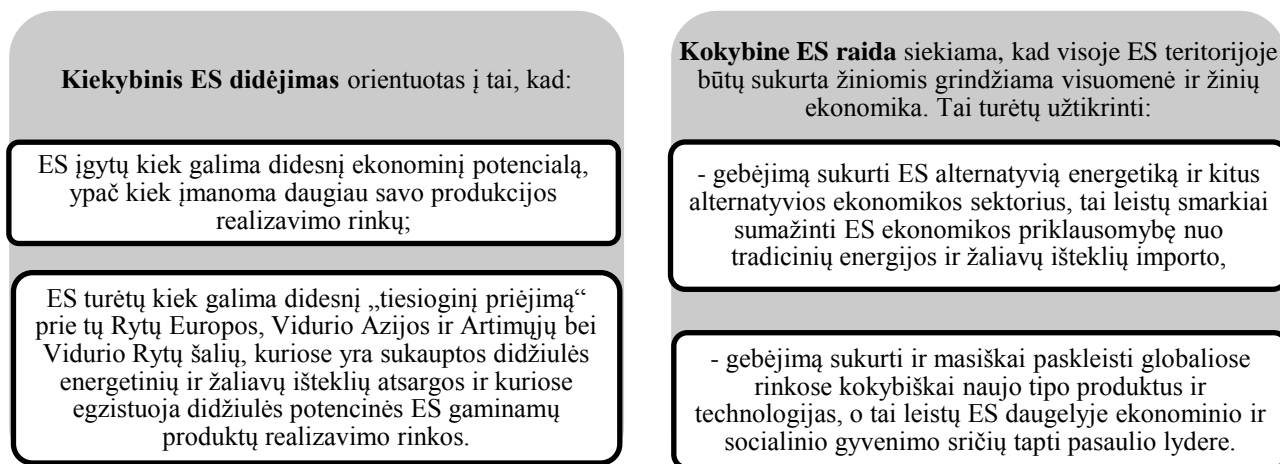 Kiekybinis ES didėjimas orientuotas į tai, kad:
ES įgytų kiek galima didesnį ekonominį potencialą,
ypač kiek įmanoma daugiau savo produkcijos
realizavimo rinkų;
ES turėtų kiek galima didesnį „tiesioginį priėjimą“
prie tų Rytų Europos, Vidurio Azijos ir Artimųjų bei
Vidurio Rytų šalių, kuriose yra sukauptos didžiulės
energetinių ir žaliavų išteklių atsargos ir kuriose
egzistuoja didžiulės potencinės ES gaminamų
produktų realizavimo rinkos.
Kokybine ES raida siekiama, kad visoje ES teritorijoje
būtų sukurta žiniomis grindžiama visuomenė ir žinių
ekonomika. Tai turėtų užtikrinti:
- gebėjimą sukurti ES alternatyvią energetiką ir kitus
alternatyvios ekonomikos sektorius, tai leistų smarkiai
sumažinti ES ekonomikos priklausomybę nuo
tradicinių energijos ir žaliavų išteklių importo,
- gebėjimą sukurti ir masiškai paskleisti globaliose
rinkose kokybiškai naujo tipo produktus ir
technologijas, o tai leistų ES daugelyje ekonominio ir
socialinio gyvenimo sričių tapti pasaulio lydere.